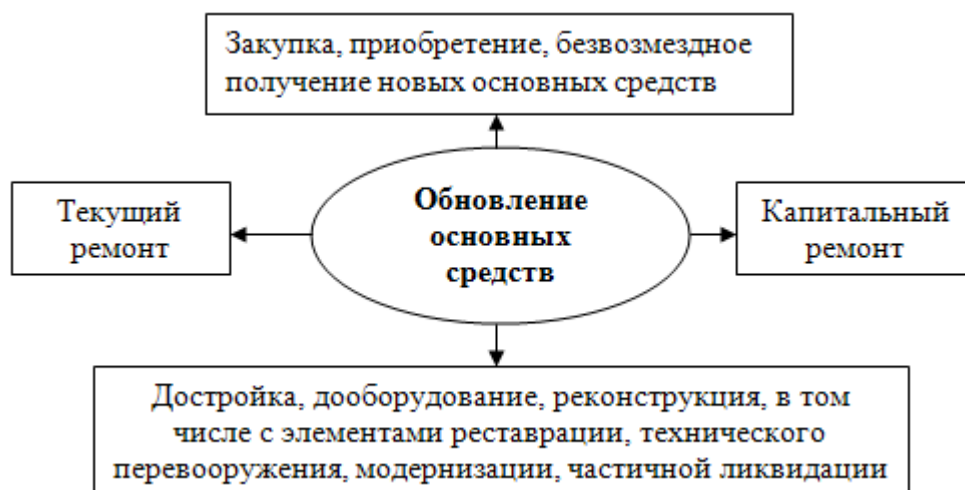 Закупка, приобретение, безвозмездное
получение новых основных средств
Текущий
ремонт
Обновление
основных
средств
Капитальный
ремонт
Достройка, дооборудование, реконструкция, в том
числе с элементами реставрации, технического
перевооружения, модернизации, частичной ликвидации